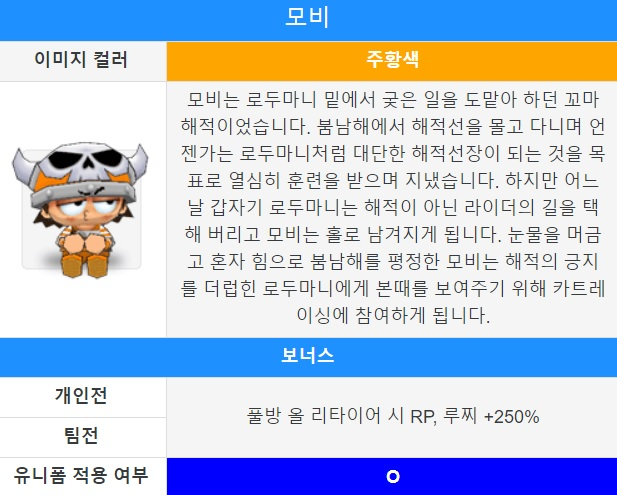 모비
이미지 컬러
주황색
모비는 로두마니 밑에서 궂은 일을 도맡아 하던 꼬마
해적이었습니다. 붐남해에서 해적선을 몰고 다니며 언
젠가는 로두마니처럼 대단한 해적선장이 되는 것을 목
표로 열심히 훈련을 받으며 지냈습니다. 하지만 어느
날 갑자기 로두마니는 해적이 아닌 라이더의 길을 택
해 버리고 모비는 홀로 남겨지게 됩니다. 눈물을 머금
고 혼자 힘으로 붐남해를 평정한 모비는 해적의 긍지
를 더럽힌 로두마니에게 본때를 보여주기 위해 카트레
이싱에 참여하게 됩니다.
보너스
개인전
풀방 올 리타이어 시 RP, 루찌 +250%
팀전
유니폼 적용 여부
O